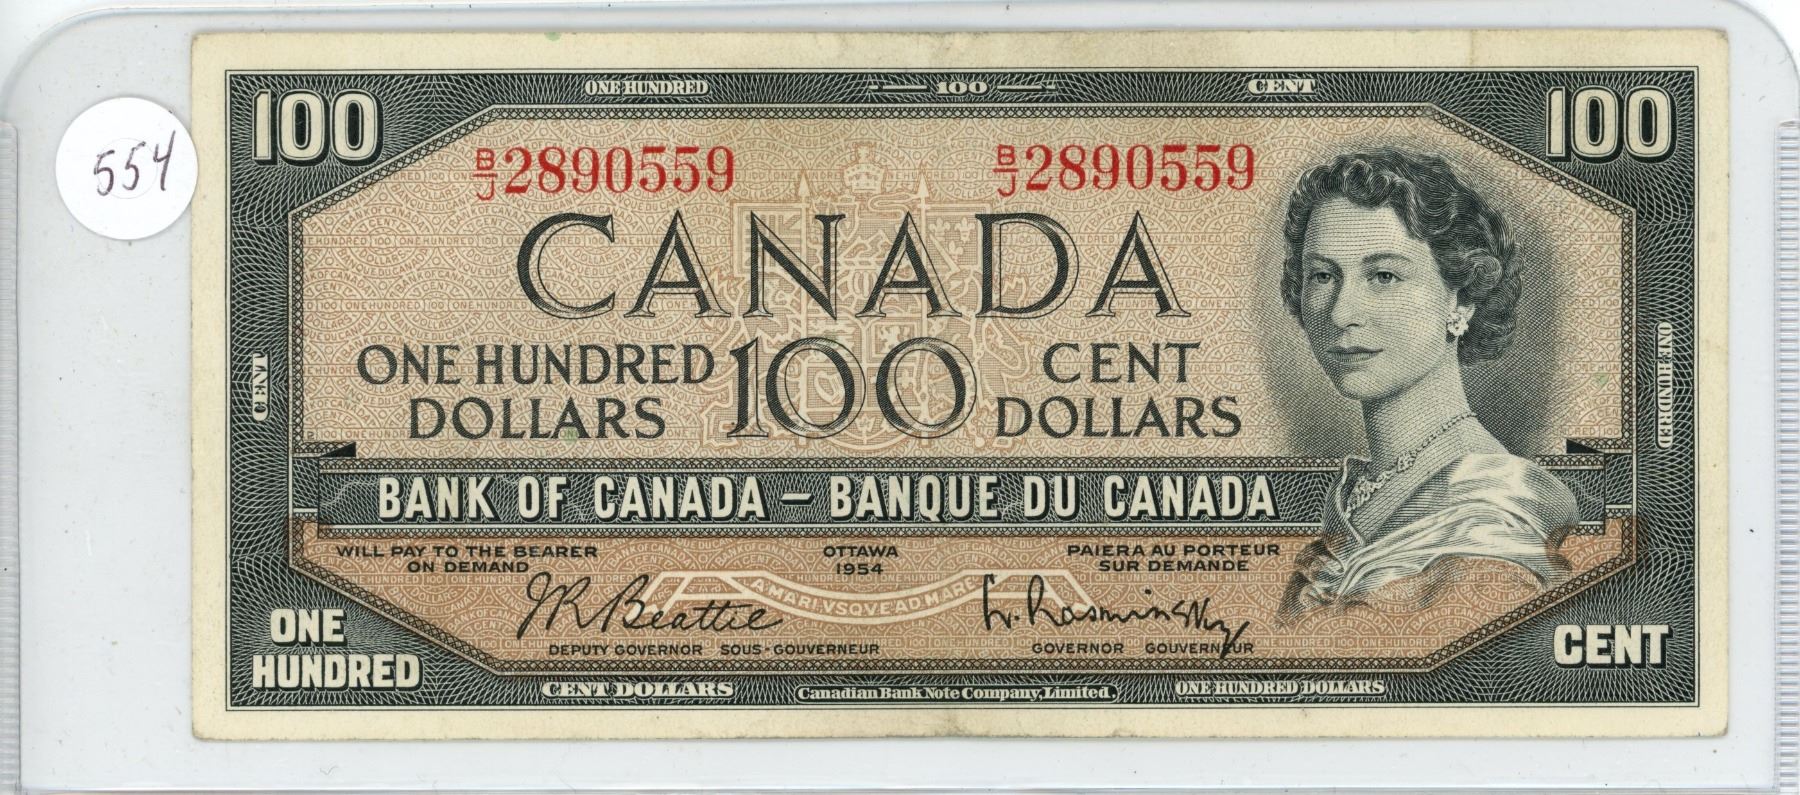 554
ONE HUNDRED 100 CENT
100 100
B/J 2890559 B/J 2890559
CANADA
ONE HUNDRED DOLLARS 100 CENT DOLLARS
CENT
ONE HUNDRED
BANK OF CANADA – BANQUE DU CANADA
WILL PAY TO THE BEARER
ON DEMAND
OTTAWA
1954
PAIERA AU PORTEUR
SUR DEMANDE
A MARI VSQVE AD MARE
J R Beattie
L. Rasminsky
DEPUTY GOVERNOR SOUS-GOUVERNEUR
GOVERNOR GOUVERNEUR
ONE
HUNDRED
CENT
CENT DOLLARS Canadian Bank Note Company, Limited. ONE HUNDRED DOLLARS